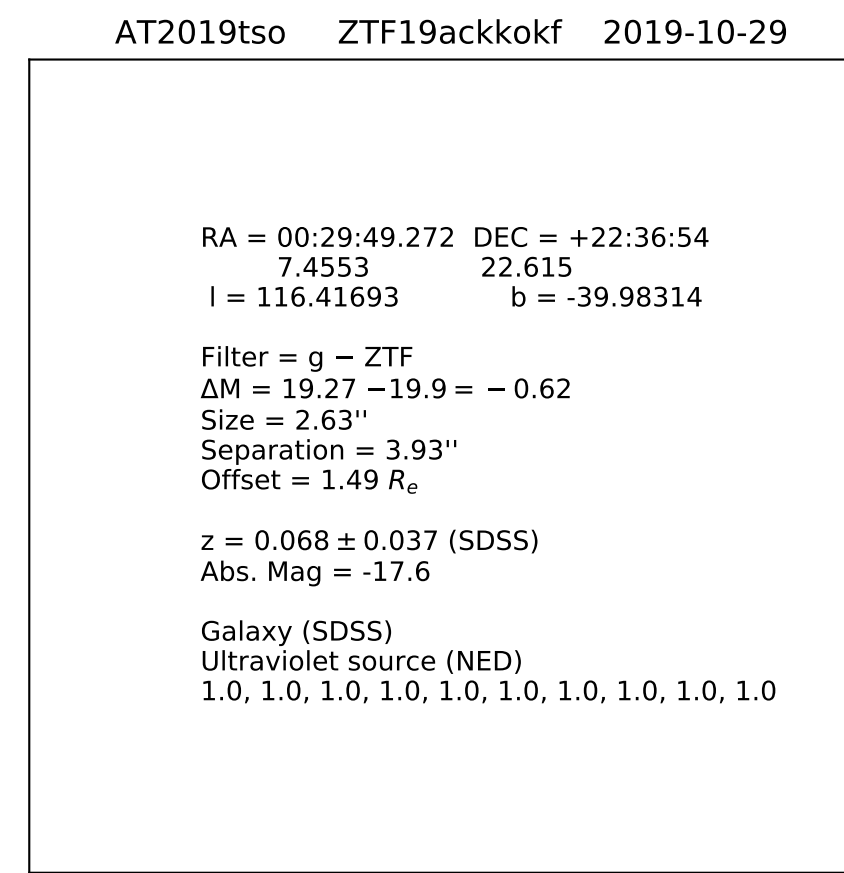 AT2019tso ZTF19ackkokf 2019-10-29
RA = 00:29:49.272 DEC = +22:36:54
7.4553 22.615
l = 116.41693 b = -39.98314
Filter = g − ZTF
ΔM = 19.27 −19.9 = − 0.62
Size = 2.63''
Separation = 3.93''
Offset = 1.49 Re
z = 0.068 ± 0.037 (SDSS)
Abs. Mag = -17.6
Galaxy (SDSS)
Ultraviolet source (NED)
1.0, 1.0, 1.0, 1.0, 1.0, 1.0, 1.0, 1.0, 1.0, 1.0